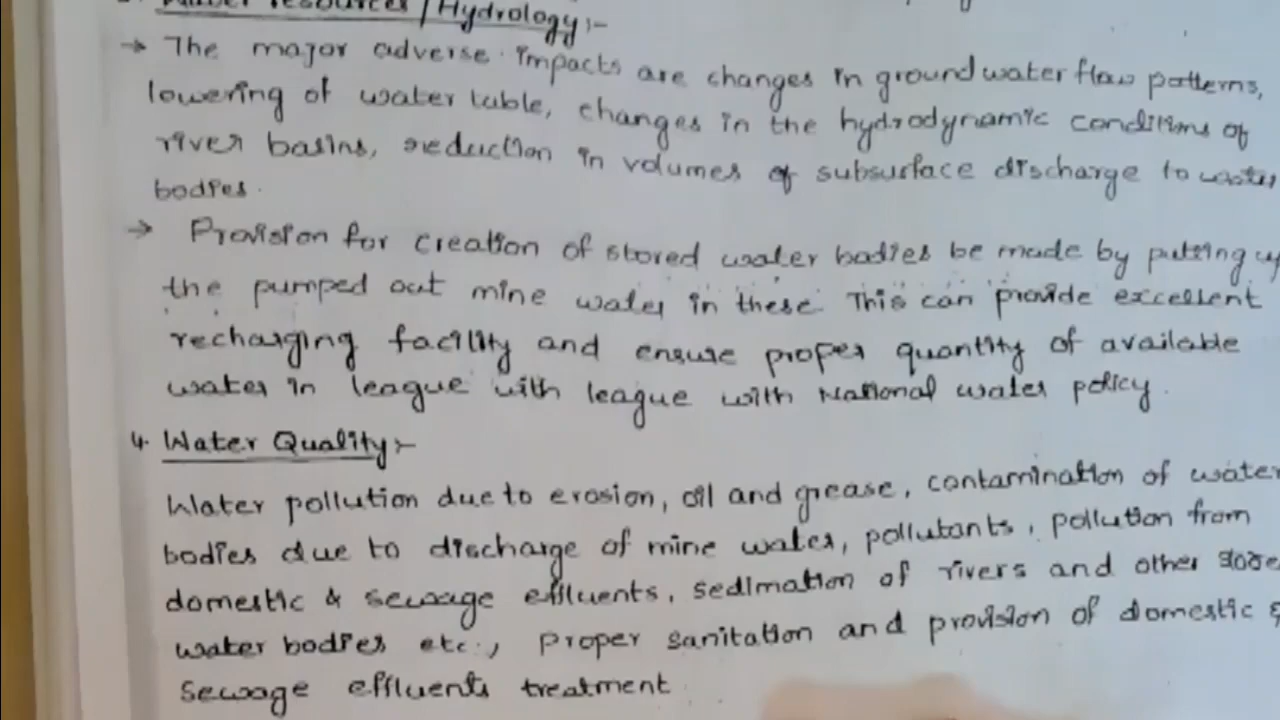 Water resources / Hydrology :-
→ The major adverse impacts are changes in ground water flow patterns,
lowering of water table, changes in the hydrodynamic conditions of
river basins, reduction in volumes of subsurface discharge to water
bodies.
→ Provision for creation of stored water bodies be made by putting up
the pumped out mine water in these. This can provide excellent
recharging facility and ensure proper quantity of available
water in league with league with National water policy.
4. Water Quality :-
Water pollution due to erosion, oil and grease, contamination of water
bodies due to discharge of mine water, pollutants, pollution from
domestic & sewage effluents, sedimation of rivers and other store
water bodies etc., proper sanitation and provision of domestic &
sewage effluents treatment